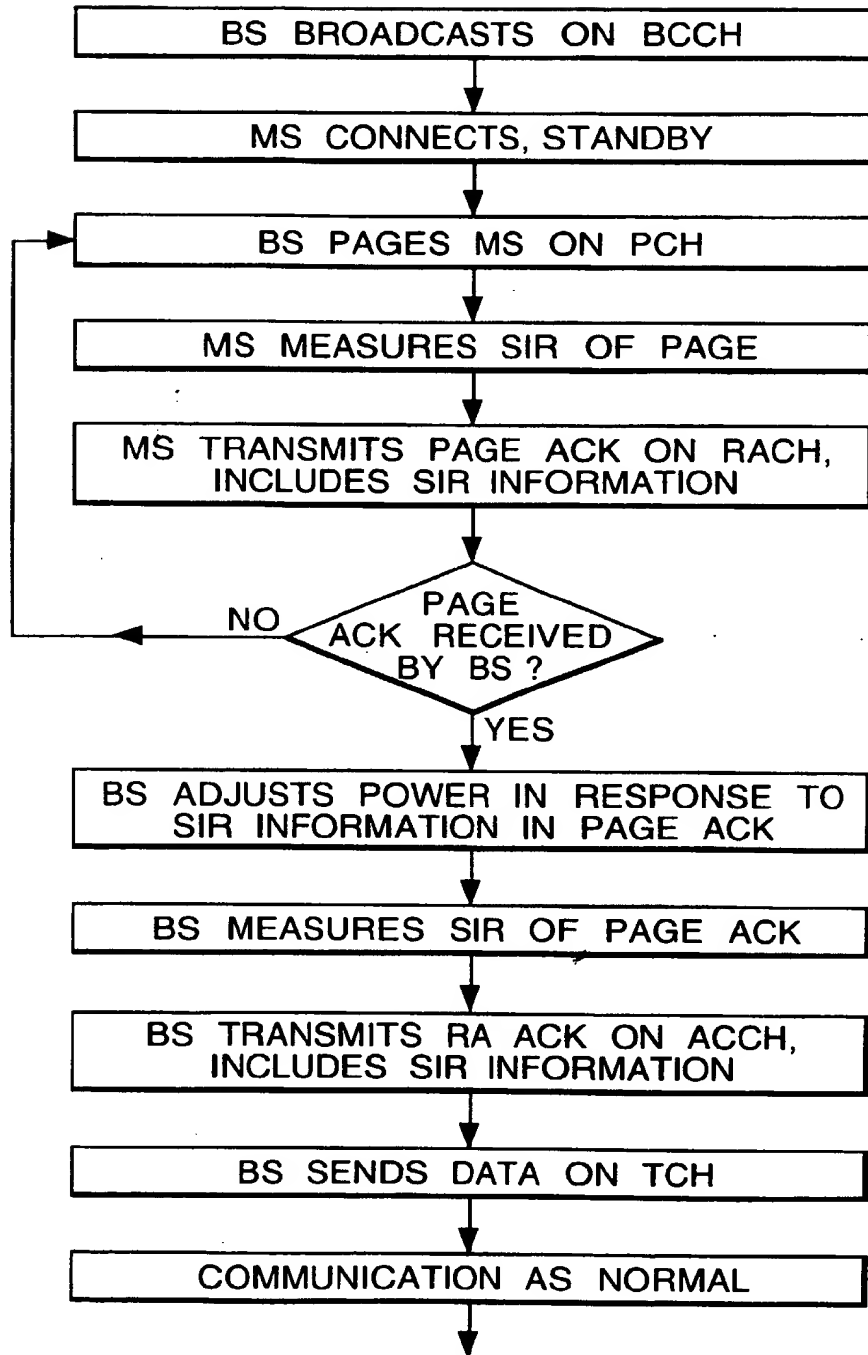 BS BROADCASTS ON BCCH
MS CONNECTS, STANDBY
BS PAGES MS ON PCH
MS MEASURES SIR OF PAGE
MS TRANSMITS PAGE ACK ON RACH,
INCLUDES SIR INFORMATION
PAGE
ACK RECEIVED
BY BS ?
NO
YES
BS ADJUSTS POWER IN RESPONSE TO
SIR INFORMATION IN PAGE ACK
BS MEASURES SIR OF PAGE ACK
BS TRANSMITS RA ACK ON ACCH,
INCLUDES SIR INFORMATION
BS SENDS DATA ON TCH
COMMUNICATION AS NORMAL